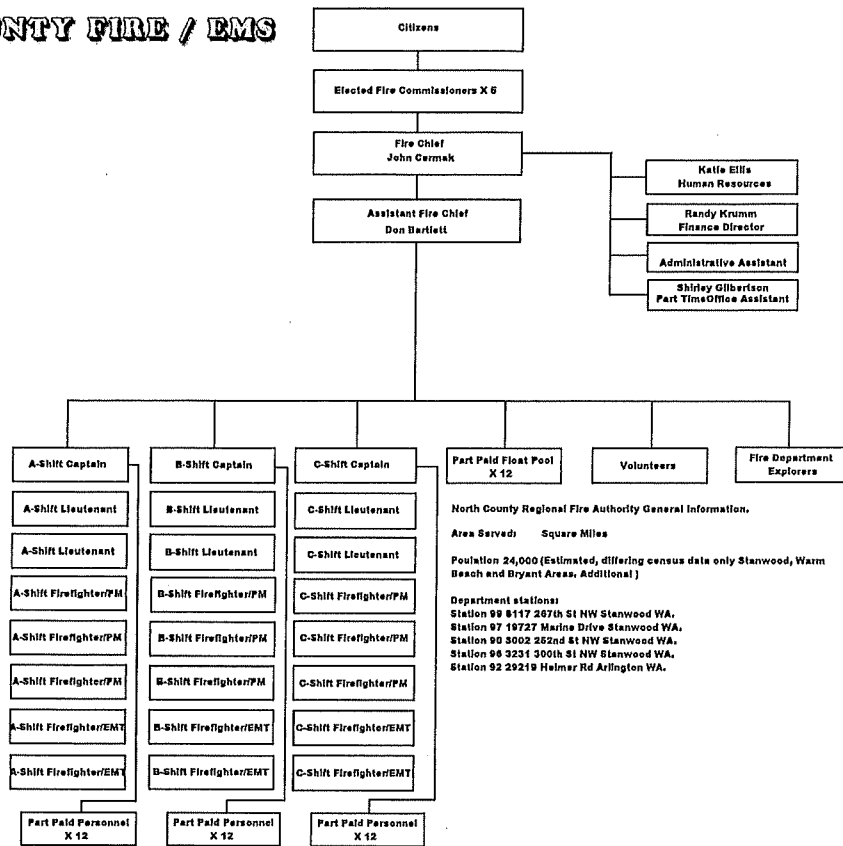 NTY FIRE / EMS
Citizens
Elected Fire Commissioners X 6
Fire Chief
John Cermak
Assistant Fire Chief
Don Bartlett
Katie Ellis
Human Resources
Randy Krumm
Finance Director
Administrative Assistant
Shirley Gilbertson
Part TimeOffice Assistant
A-Shift Captain
A-Shift Lieutenant
A-Shift Lieutenant
A-Shift Firefighter/PM
A-Shift Firefighter/PM
A-Shift Firefighter/PM
A-Shift Firefighter/EMT
A-Shift Firefighter/EMT
Part Paid Personnel
X 12
B-Shift Captain
B-Shift Lieutenant
B-Shift Lieutenant
B-Shift Firefighter/PM
B-Shift Firefighter/PM
B-Shift Firefighter/PM
B-Shift Firefighter/EMT
B-Shift Firefighter/EMT
Part Paid Personnel
X 12
C-Shift Captain
C-Shift Lieutenant
C-Shift Lieutenant
C-Shift Firefighter/PM
C-Shift Firefighter/PM
C-Shift Firefighter/PM
C-Shift Firefighter/EMT
C-Shift Firefighter/EMT
Part Paid Personnel
X 12
Part Paid Float Pool
X 12
Volunteers
Fire Department
Explorers
North County Regional Fire Authority General Information.
Area Served: Square Miles
Poulation 24,000 (Estimated, differing census data only Stanwood, Warm
Beach and Bryant Areas. Additional )
Department stations:
Station 99 8117 267th St NW Stanwood WA.
Station 97 19727 Marine Drive Stanwood WA.
Station 90 3002 252nd St NW Stanwood WA.
Station 96 3231 300th St NW Stanwood WA.
Station 92 29219 Heimer Rd Arlington WA.